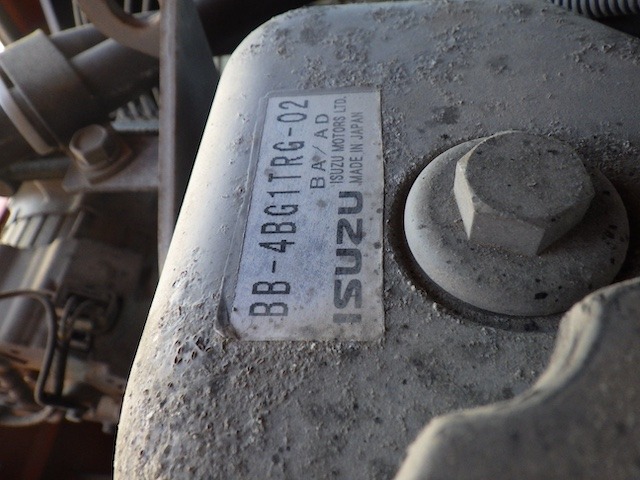 BB-4BG1TRG-02
BA/AD
ISUZU ISUZU MOTORS LTD.
MADE IN JAPAN